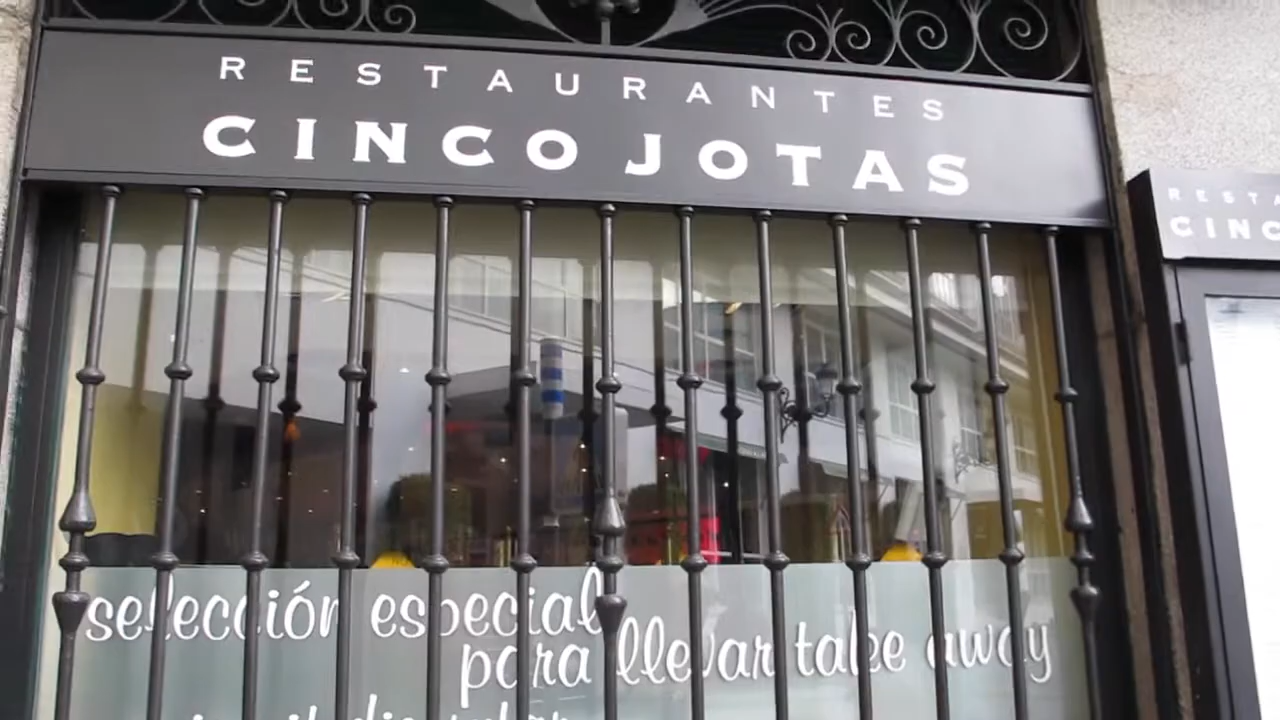 RESTAURANTES
CINCO JOTAS
RESTA
CINC
selección especial
para llevar take away